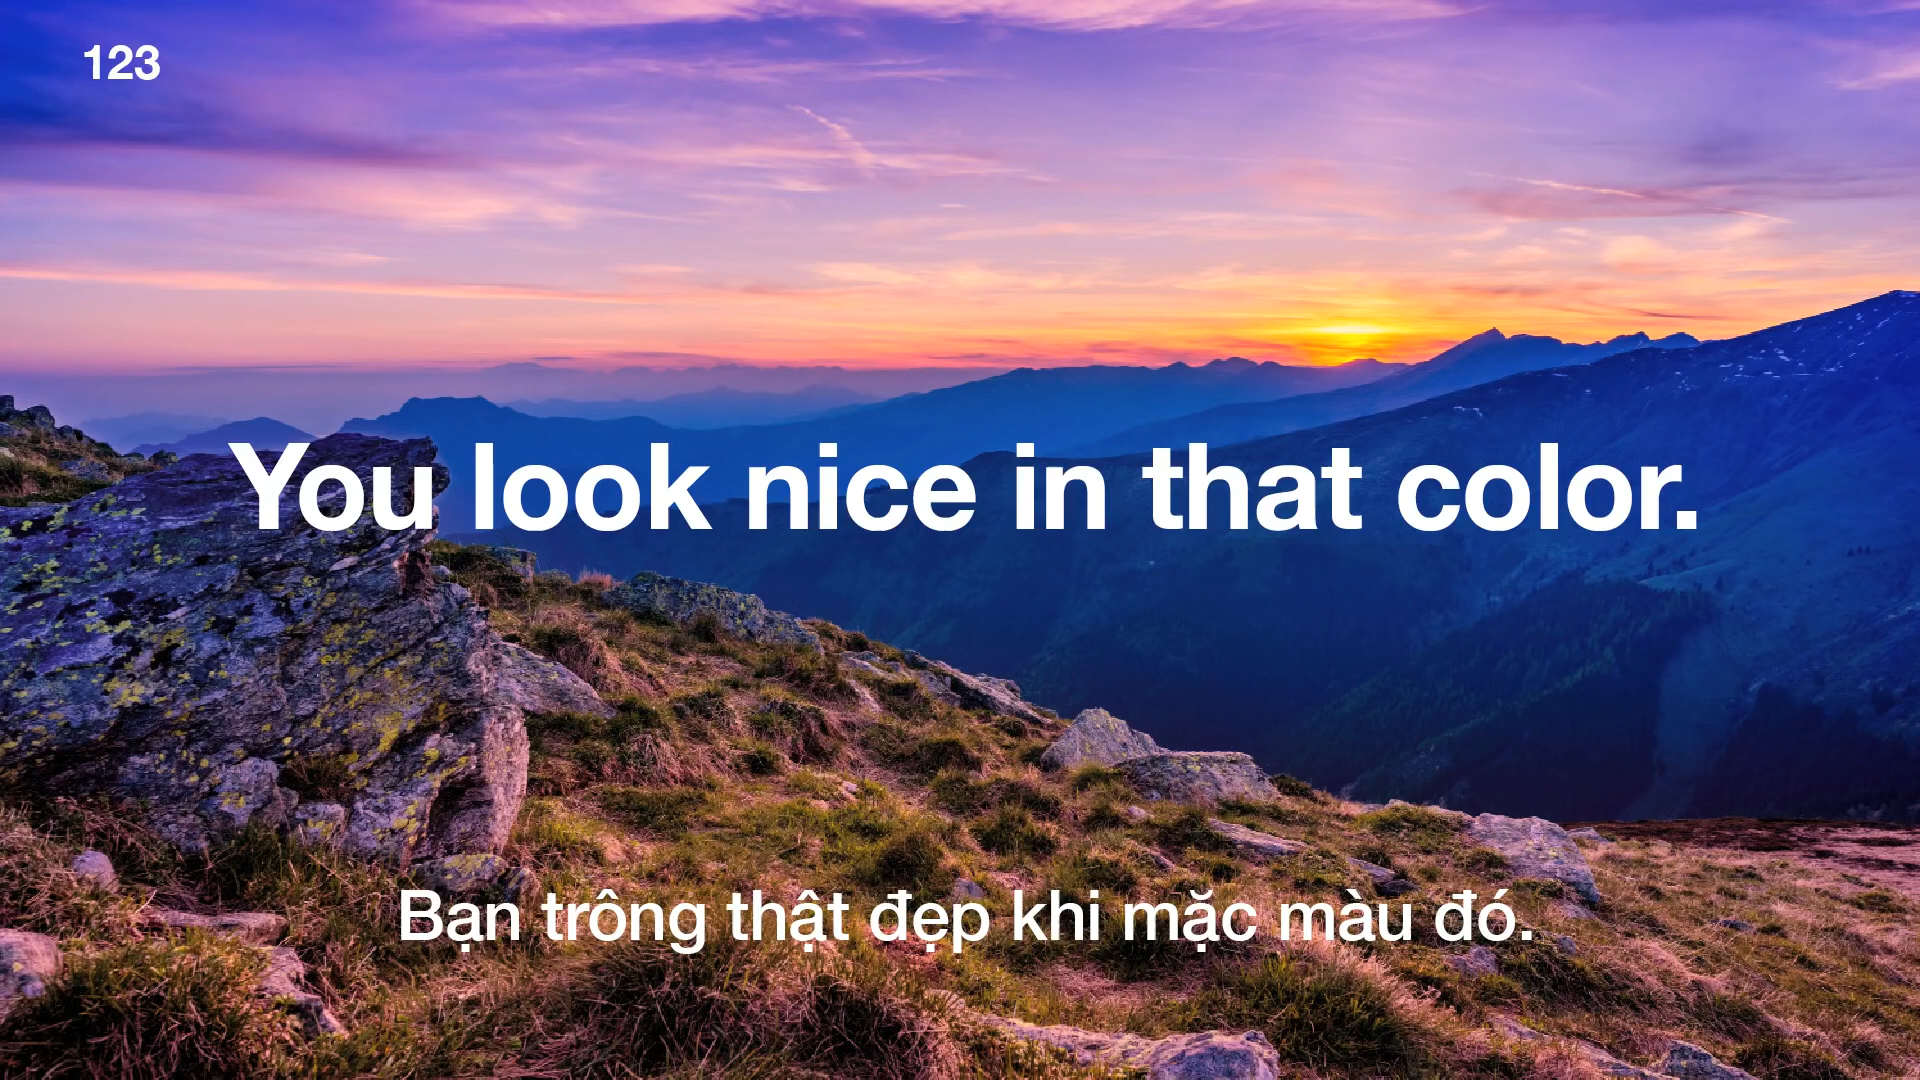 123
You look nice in that color.
Bạn trông thật đẹp khi mặc màu đó.